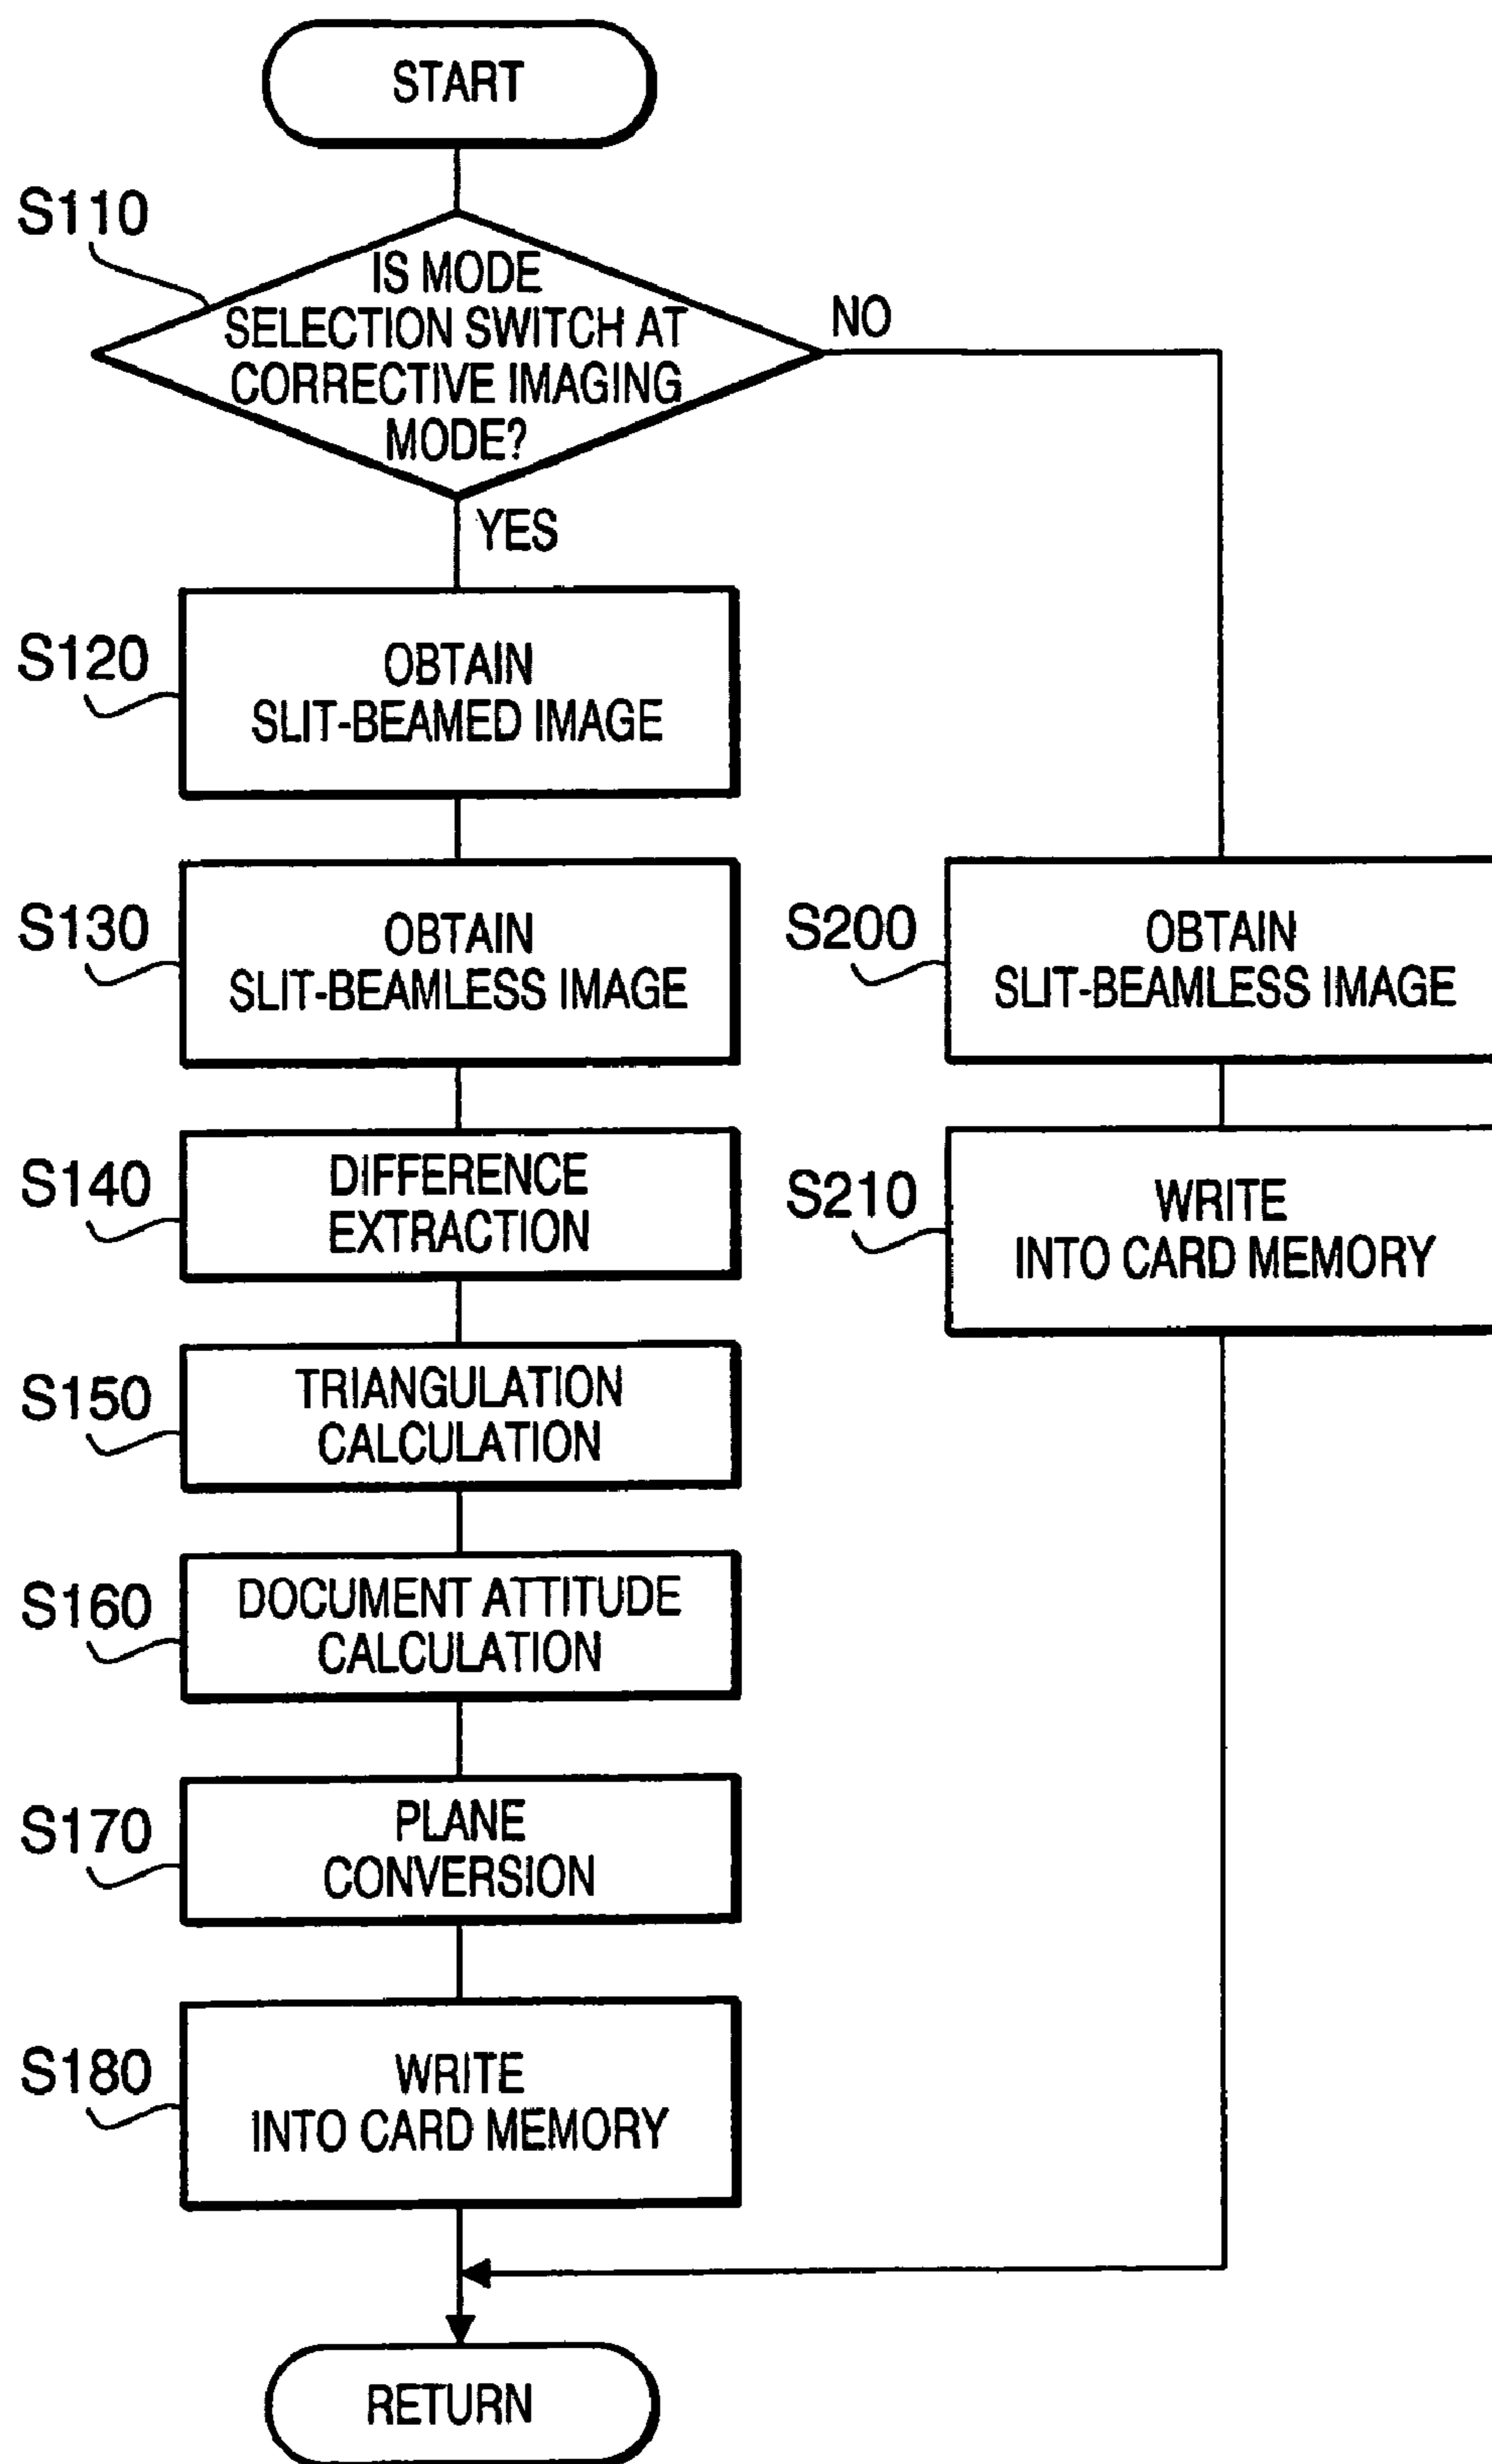 START
S110
IS MODE
SELECTION SWITCH AT
CORRECTIVE IMAGING
MODE?
NO
YES
S120
OBTAIN
SLIT-BEAMED IMAGE
S130
OBTAIN
SLIT-BEAMLESS IMAGE
S200
OBTAIN
SLIT-BEAMLESS IMAGE
S140
DIFFERENCE
EXTRACTION
S210
WRITE
INTO CARD MEMORY
S150
TRIANGULATION
CALCULATION
S160
DOCUMENT ATTITUDE
CALCULATION
S170
PLANE
CONVERSION
S180
WRITE
INTO CARD MEMORY
RETURN